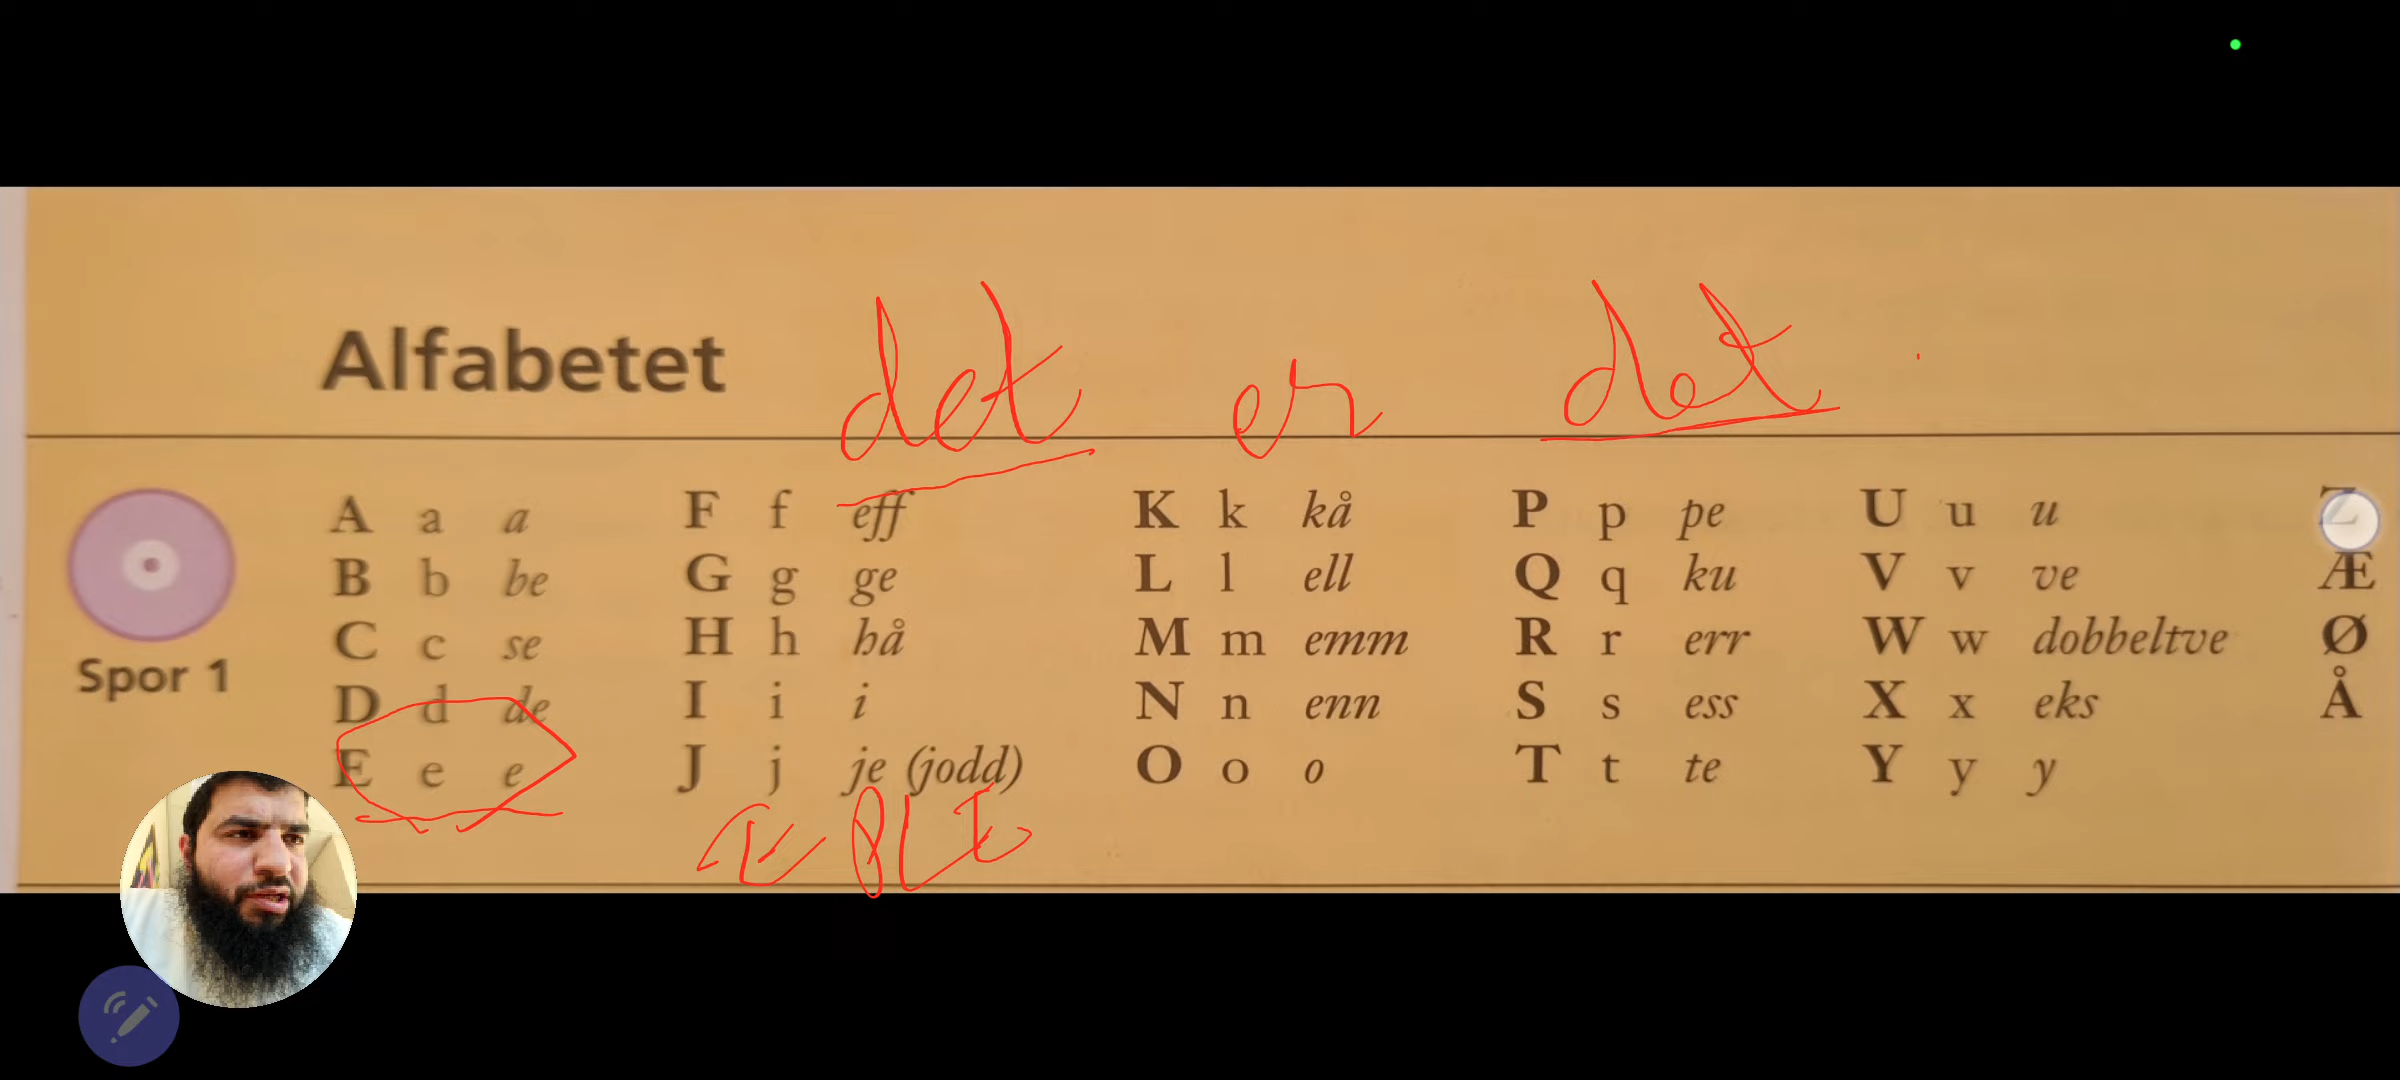 Alfabetet det er det
A a a F f eff K k kå P p pe U u u Z
B b be G g ge L l ell Q q ku V v ve Æ
C c se H h hå M m emm R r err W w dobbeltve Ø
Spor 1
D d de I i i N n enn S s ess X x eks Å
E e e J j je (jodd) O o o T t te Y y y
EPLE